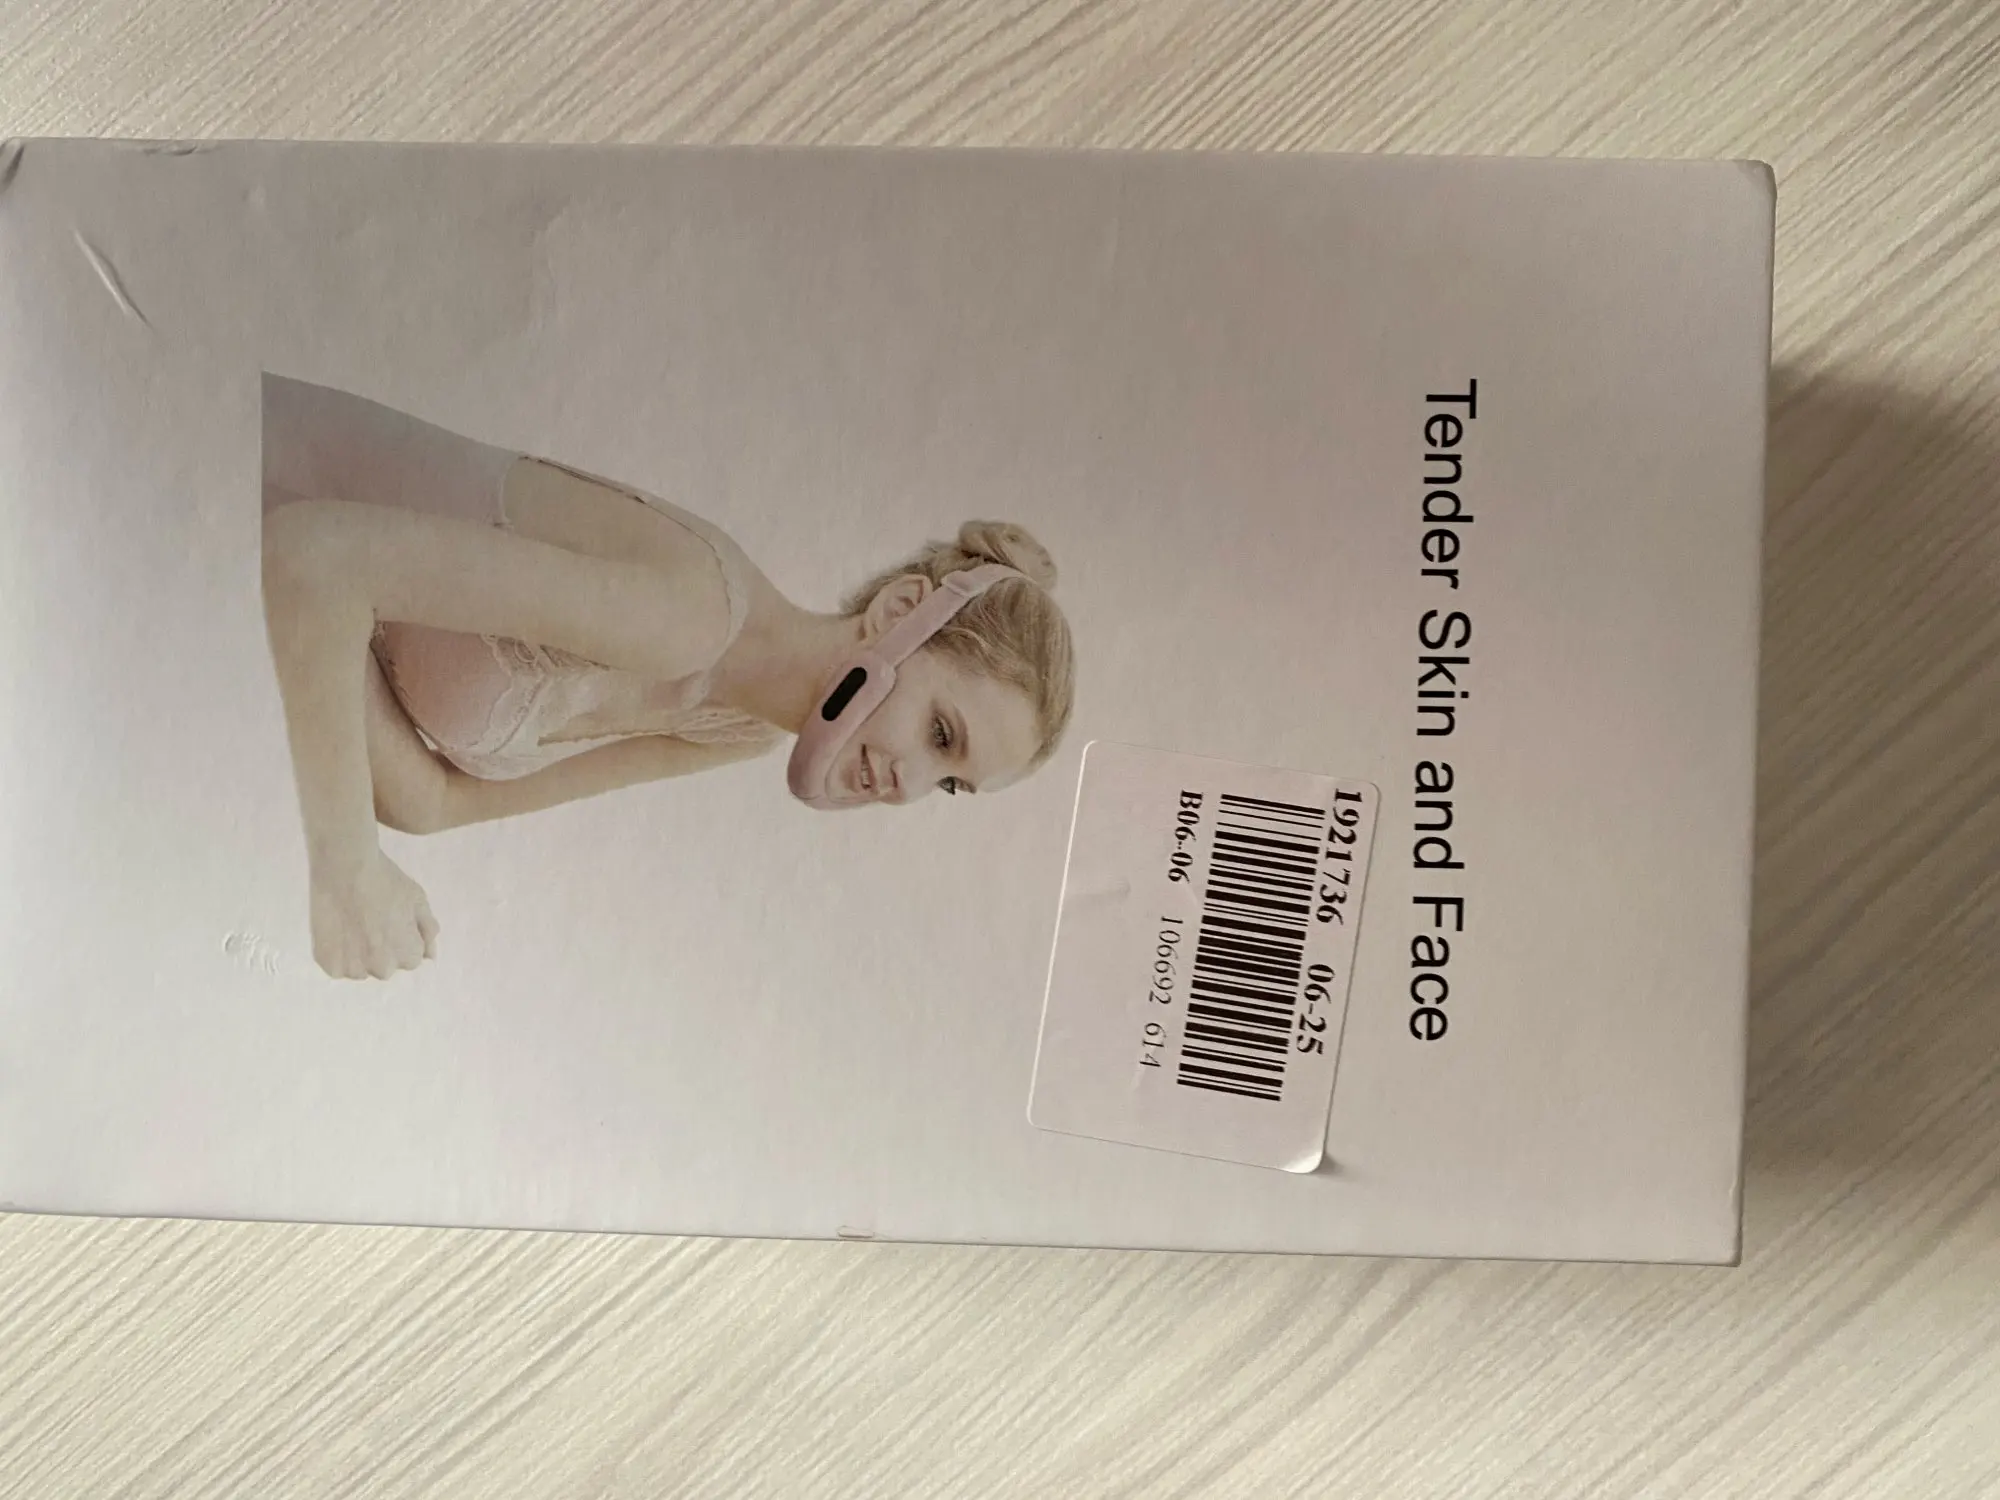 Tender Skin and Face
1921736 06-25
B06-06 106692 614